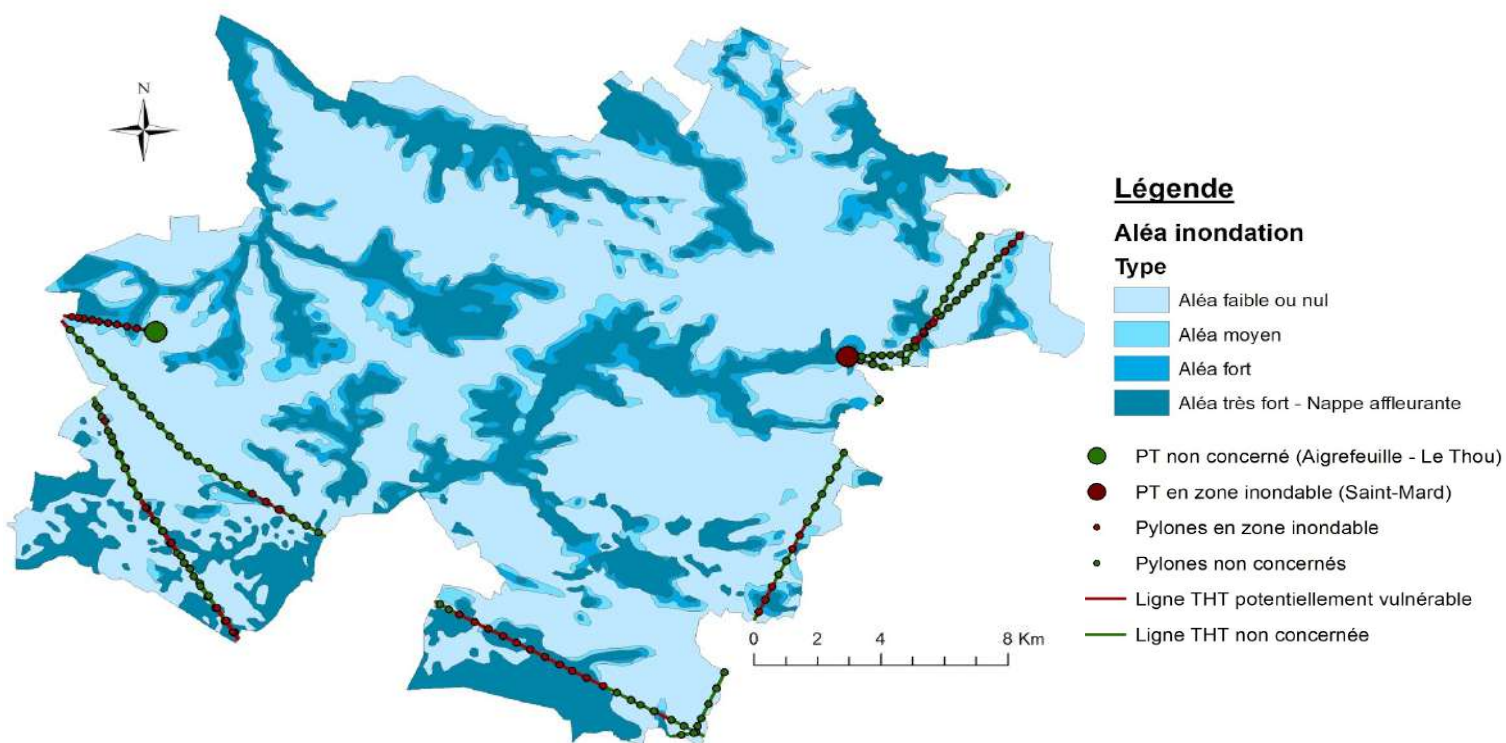 N
Légende
Aléa inondation
Type
Aléa faible ou nul
Aléa moyen
Aléa fort
Aléa très fort - Nappe affleurante
PT non concerné (Aigrefeuille - Le Thou)
PT en zone inondable (Saint-Mard)
Pylones en zone inondable
Pylones non concernés
Ligne THT potentiellement vulnérable
Ligne THT non concernée
0 2 4 8 Km